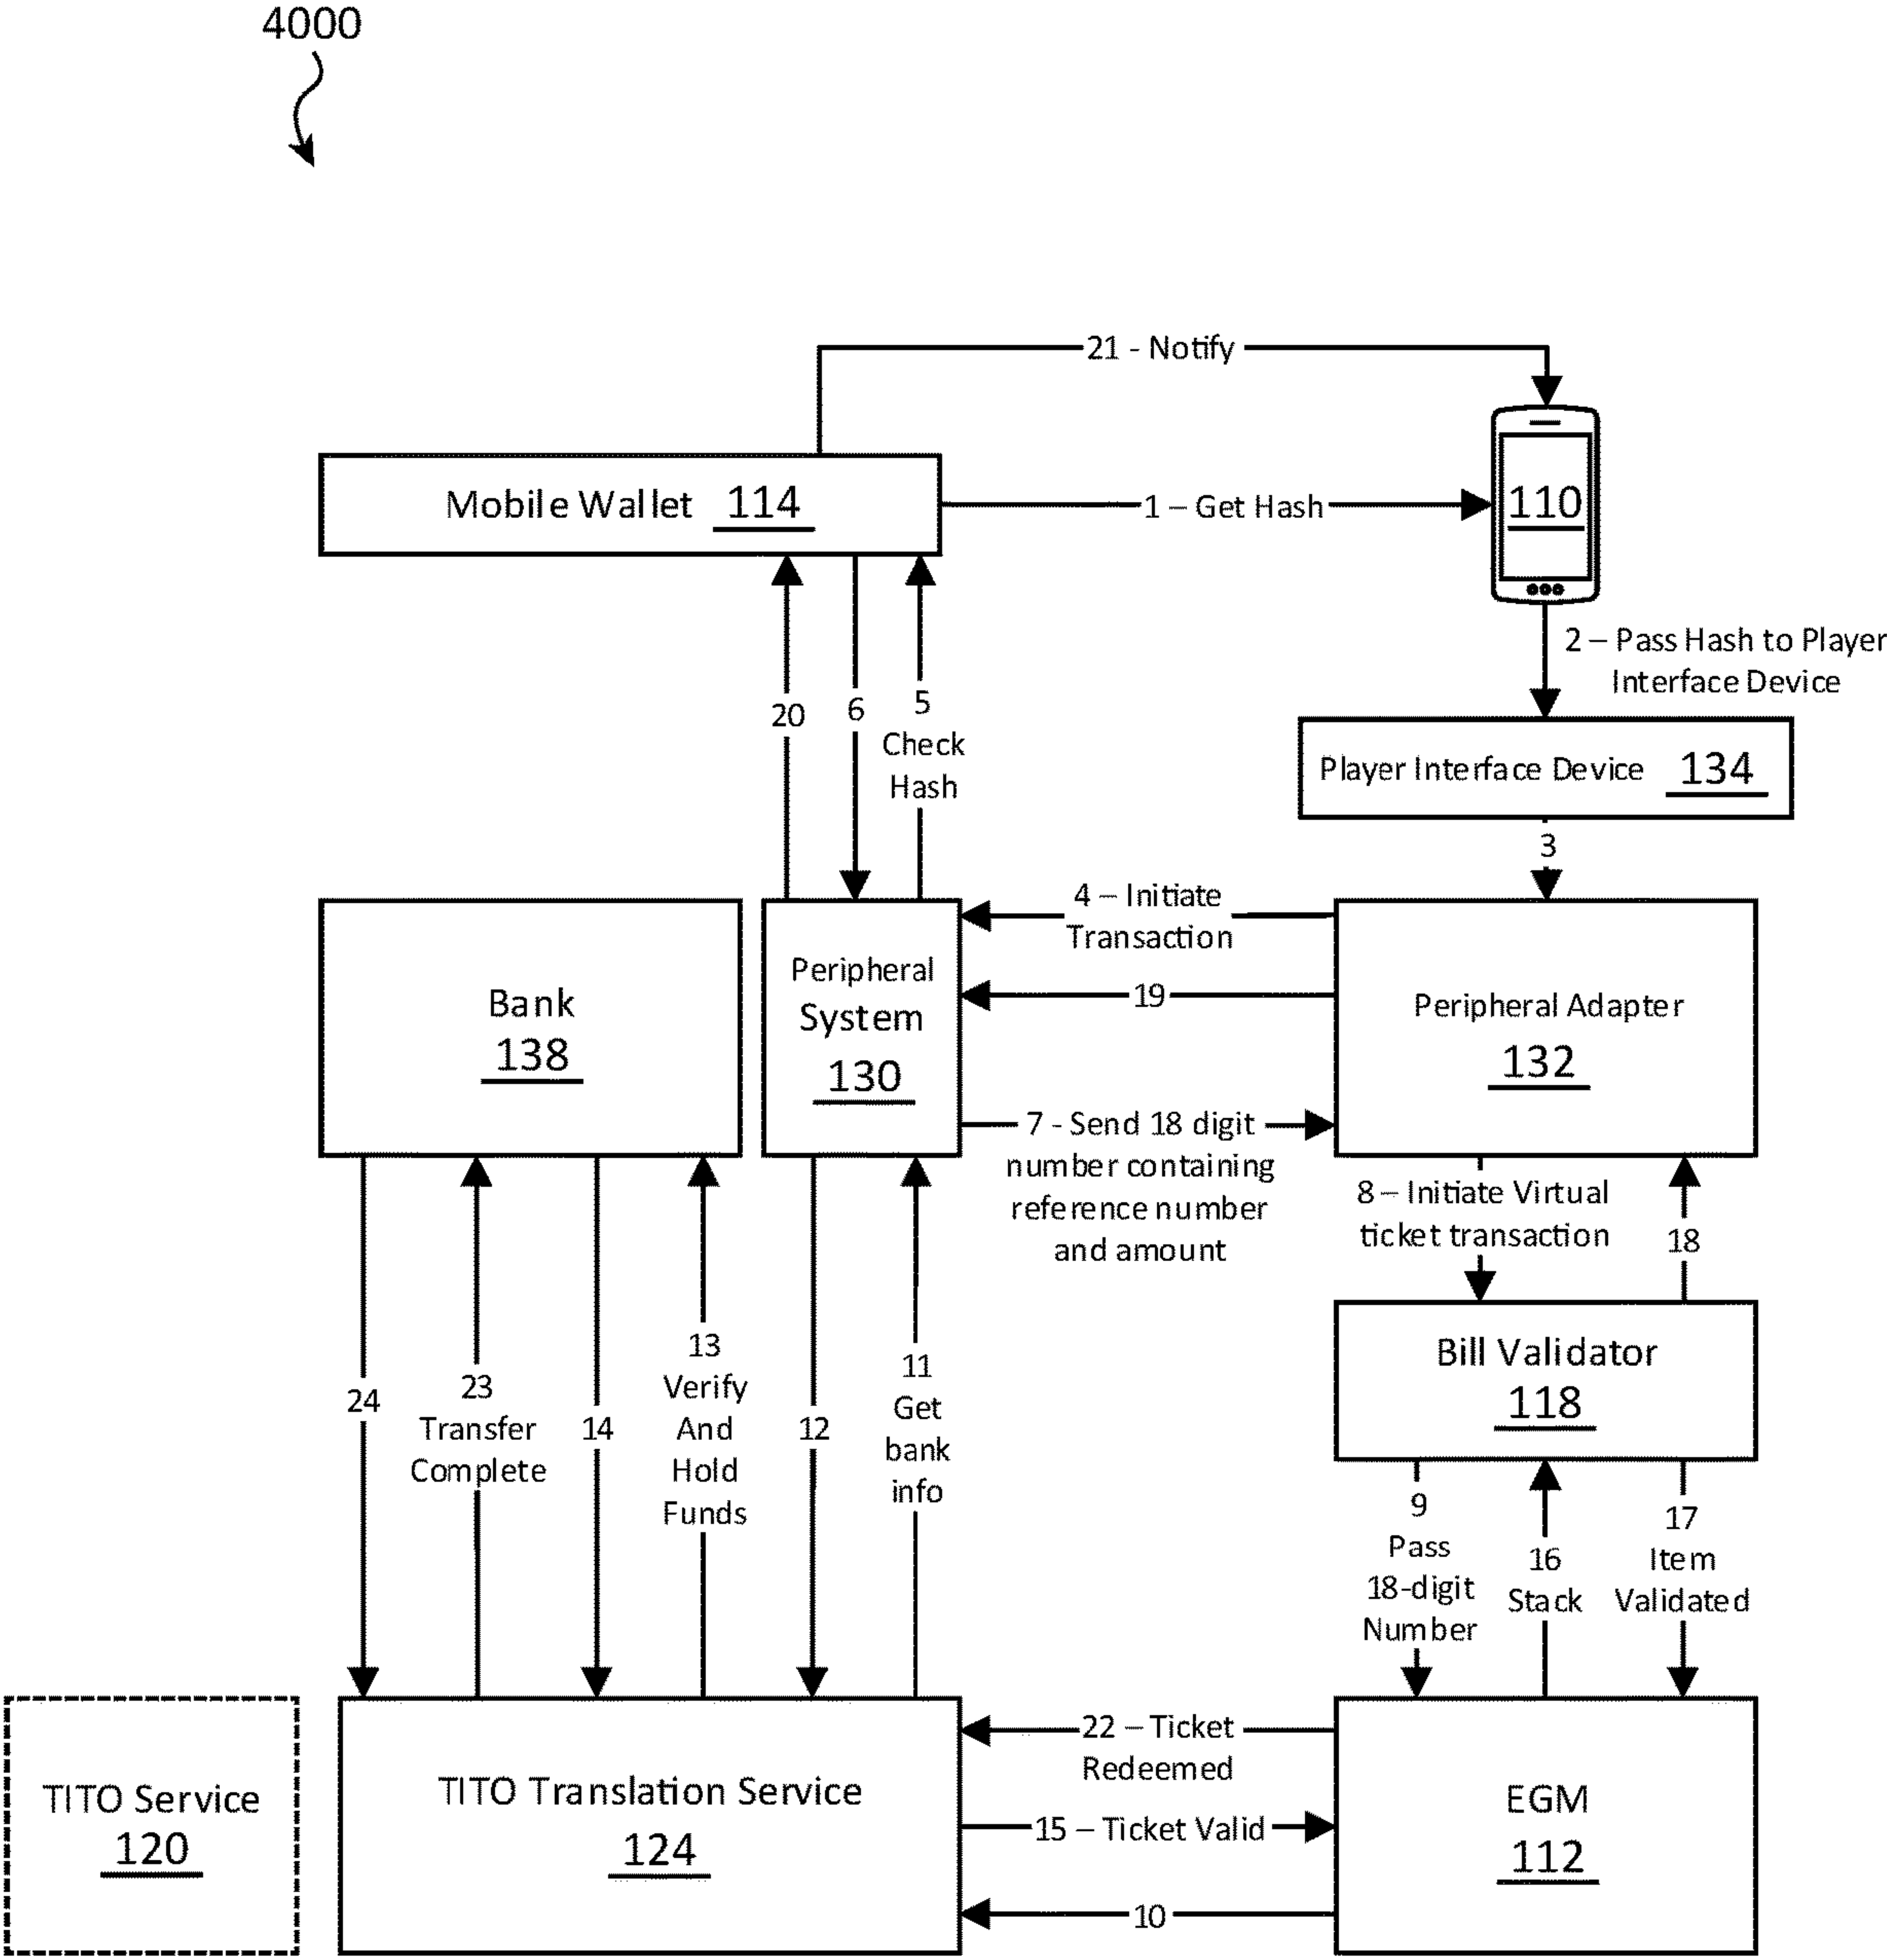 4000
21 - Notify
Mobile Wallet 114
1 – Get Hash
110
2 – Pass Hash to Player
Interface Device
20
6
5
Check
Hash
Player Interface Device 134
3
Bank
138
Peripheral
System
130
4 – Initiate
Transaction
19
7 - Send 18 digit
number containing
reference number
and amount
Peripheral Adapter
132
8 – Initiate Virtual
ticket transaction
18
Bill Validator
118
24
23
Transfer
Complete
14
13
Verify
And
Hold
Funds
12
11
Get
bank
info
9
Pass
18-digit
Number
16
Stack
17
Item
Validated
TITO Service
120
TITO Translation Service
124
22 – Ticket
Redeemed
15 – Ticket Valid
10
EGM
112